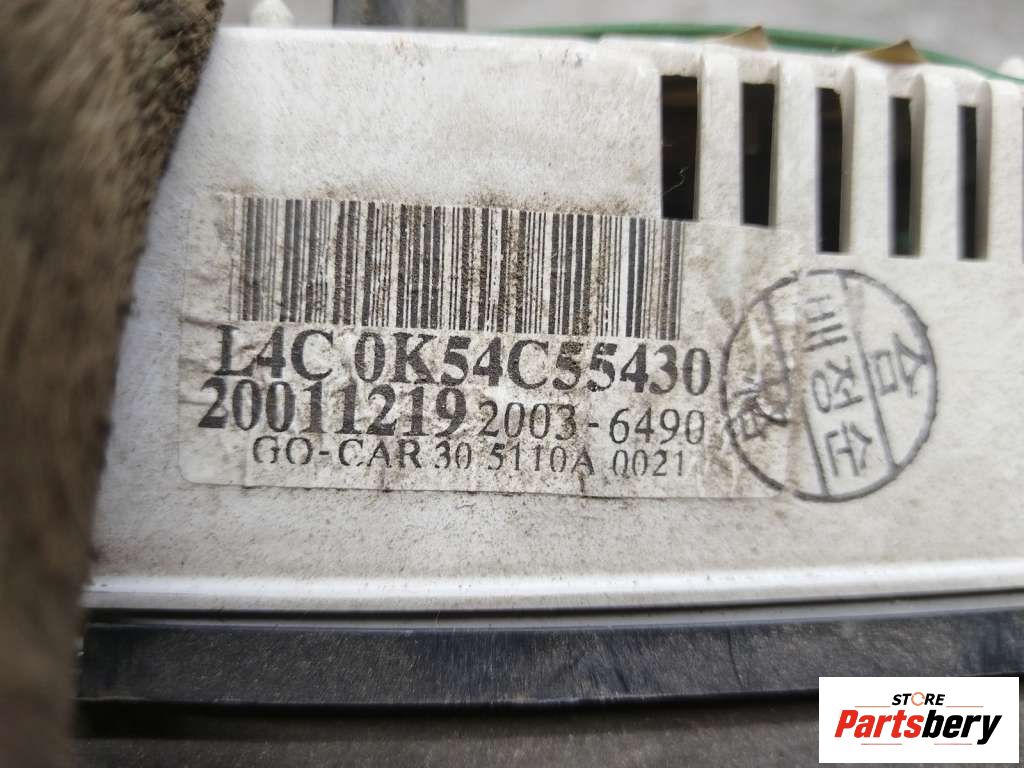 L4C 0K54C55430
20011219 2003-6490
GO-CAR 30 5110A 0021
STORE
Partsbery